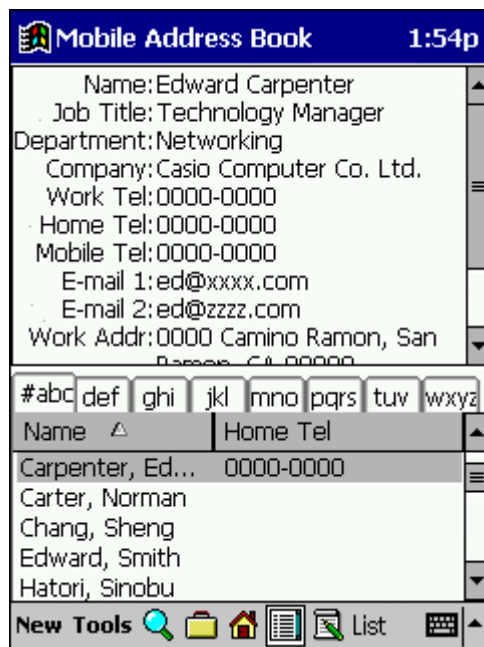 Mobile Address Book 1:54p
Name:Edward Carpenter
Job Title:Technology Manager
Department:Networking
Company:Casio Computer Co. Ltd.
Work Tel:0000-0000
Home Tel:0000-0000
Mobile Tel:0000-0000
E-mail 1:ed@xxxx.com
E-mail 2:ed@zzzz.com
Work Addr:0000 Camino Ramon, San
Ramon, CA 00000
#abc def ghi jkl mno pqrs tuv wxyz
Name Home Tel
Carpenter, Ed... 0000-0000
Carter, Norman
Chang, Sheng
Edward, Smith
Hatori, Sinobu
New Tools List